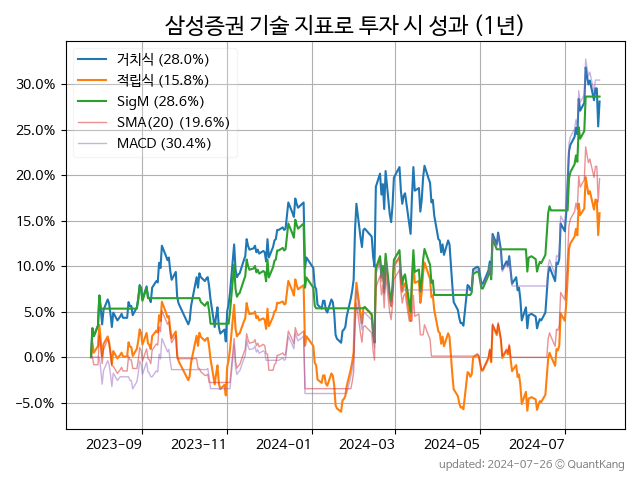 삼성증권 기술 지표로 투자 시 성과 (1년)
거치식 (28.0%)
적립식 (15.8%)
SigM (28.6%)
SMA(20) (19.6%)
MACD (30.4%)
30.0%
25.0%
20.0%
15.0%
10.0%
5.0%
0.0%
−5.0%
2023−09 2023−11 2024−01 2024−03 2024−05 2024−07
updated: 2024-07-26 © QuantKang